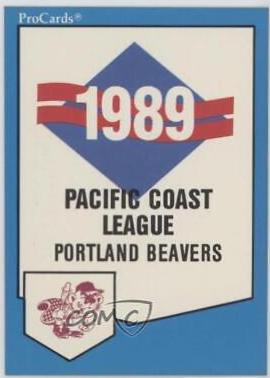 ProCards®
1989
PACIFIC COAST
LEAGUE
PORTLAND BEAVERS
COMC